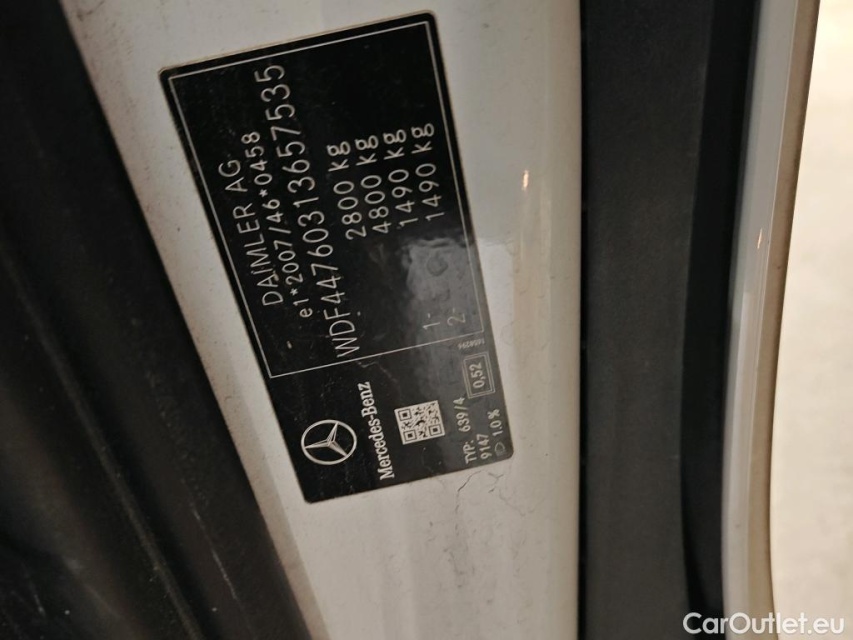 DAIMLER AG
e1*2007/46*0458
WDF44760313657535
2800 kg
4800 kg
1- 1490 kg
2- 1490 kg
Mercedes-Benz
TYP: 639/4
9147
1.0 %
0,52
CarOutlet.eu